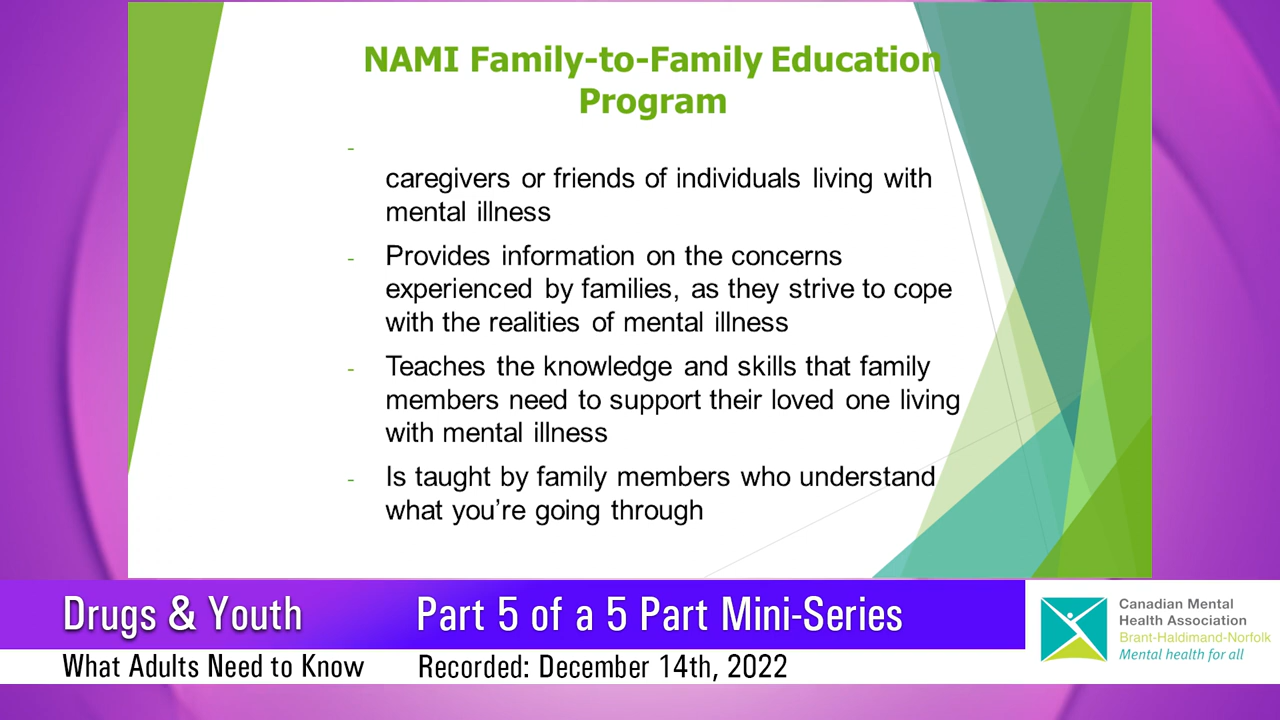 NAMI Family-to-Family Education
Program
-
caregivers or friends of individuals living with
mental illness
- Provides information on the concerns
experienced by families, as they strive to cope
with the realities of mental illness
- Teaches the knowledge and skills that family
members need to support their loved one living
with mental illness
- Is taught by family members who understand
what you’re going through
Drugs & Youth
Part 5 of a 5 Part Mini-Series
What Adults Need to Know
Recorded: December 14th, 2022
Canadian Mental
Health Association
Brant-Haldimand-Norfolk
Mental health for all